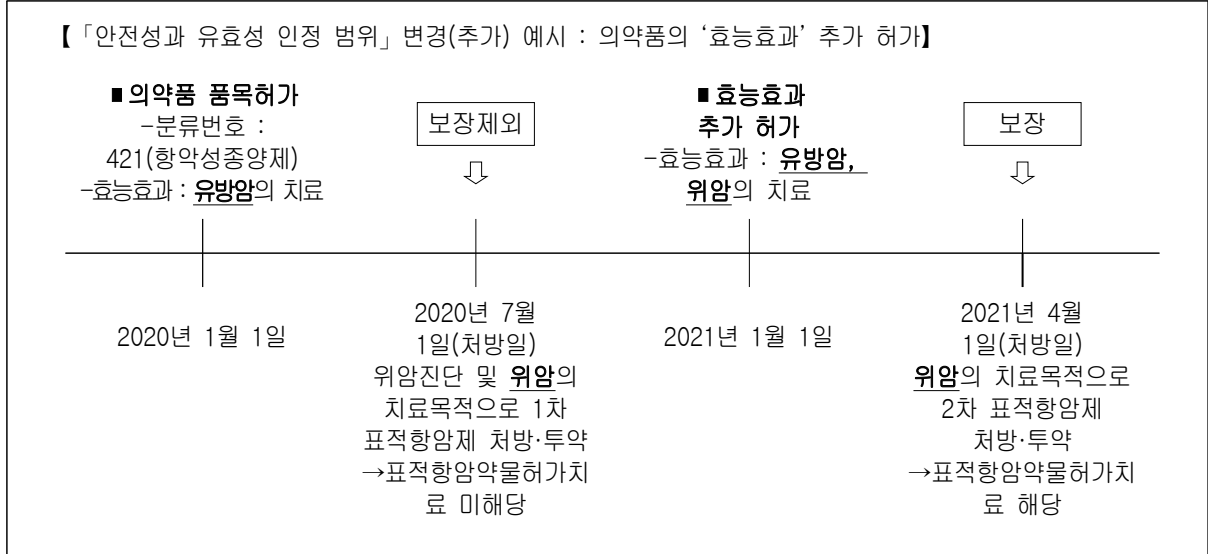 【「안전성과 유효성 인정 범위」 변경(추가) 예시 : 의약품의 ‘효능효과’ 추가 허가】
■의약품 품목허가
-분류번호 :
421(항악성종양제)
-효능효과 : 유방암의 치료
보장제외
⇩
■효능효과
추가 허가
-효능효과 : 유방암,
위암의 치료
보장
⇩
2020년 1월 1일
2020년 7월
1일(처방일)
위암진단 및 위암의
치료목적으로 1차
표적항암제 처방·투약
→표적항암약물허가치
료 미해당
2021년 1월 1일
2021년 4월
1일(처방일)
위암의 치료목적으로
2차 표적항암제
처방·투약
→표적항암약물허가치
료 해당